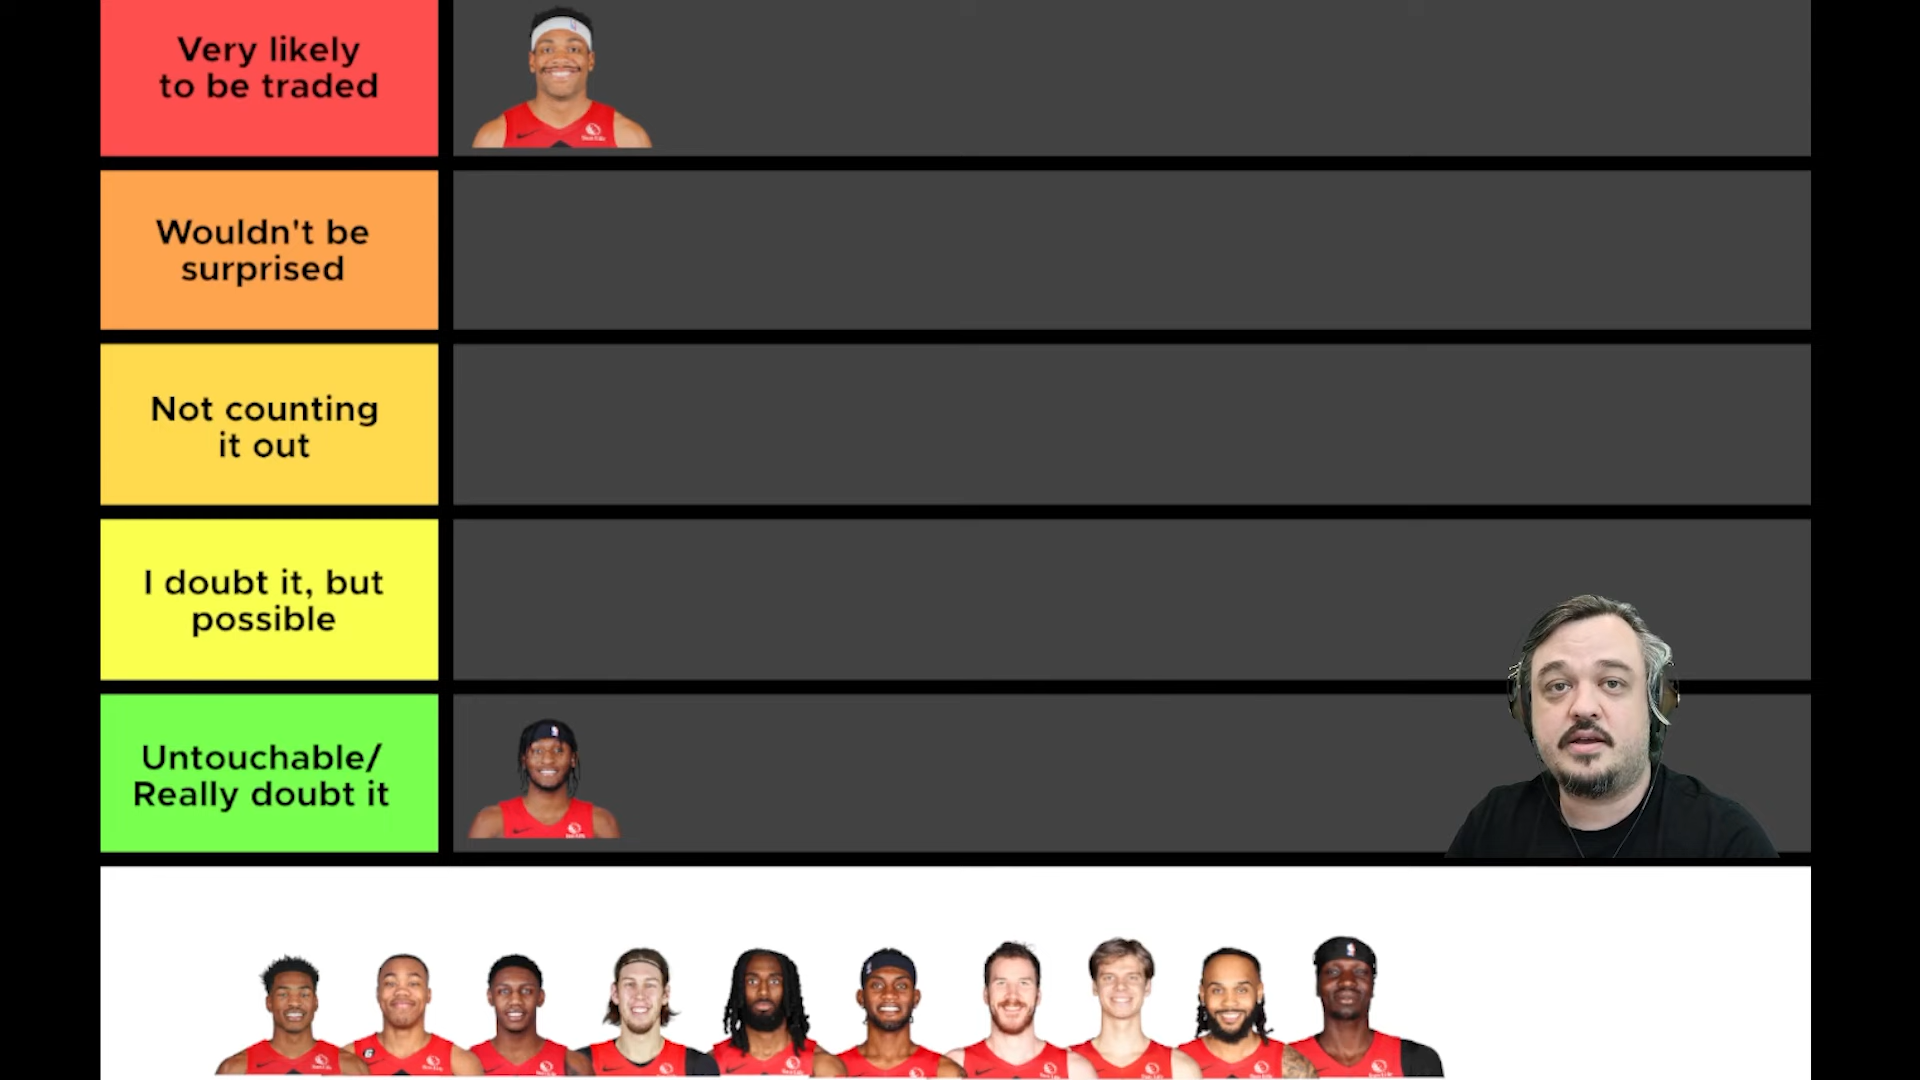 Very likely
to be traded
Wouldn't be
surprised
Not counting
it out
I doubt it, but
possible
Untouchable/
Really doubt it